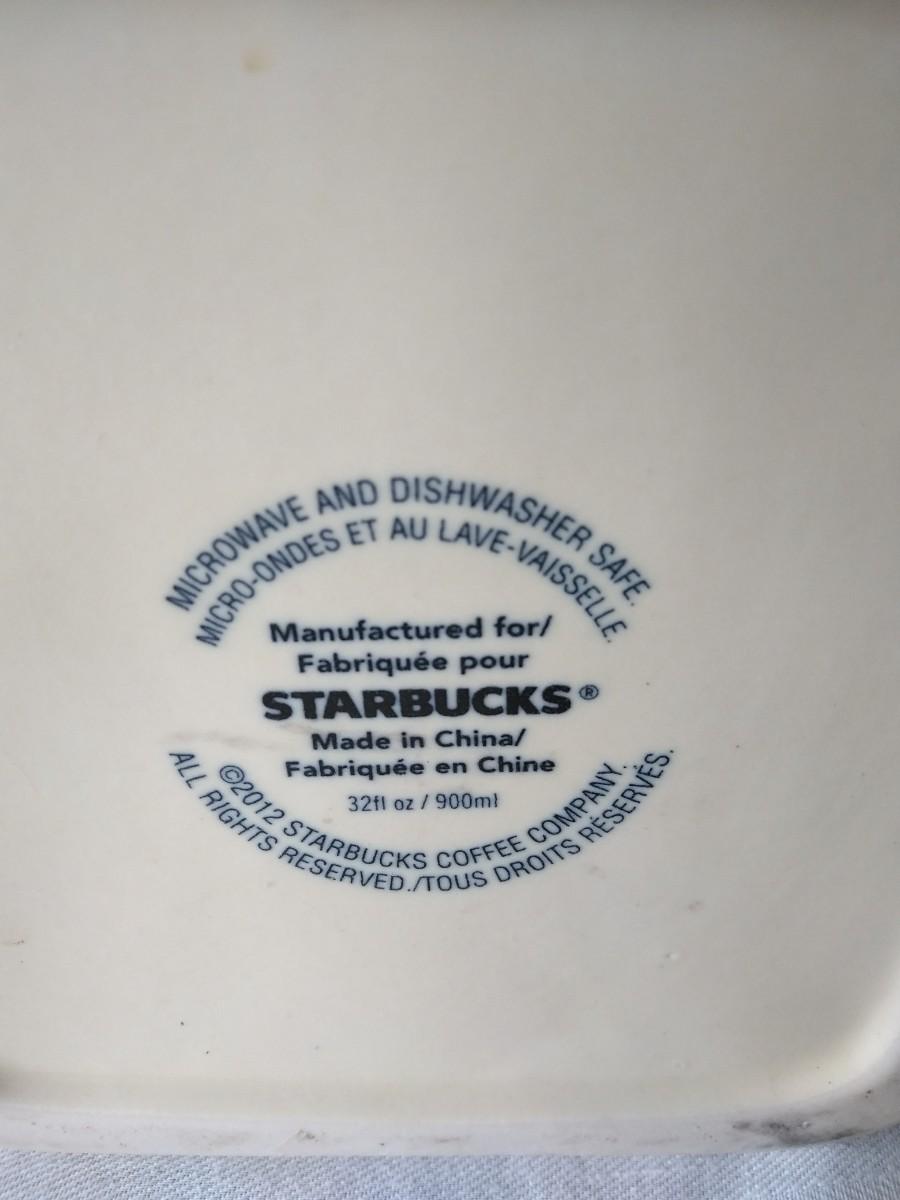 MICROWAVE AND DISHWASHER SAFE.
MICRO-ONDES ET AU LAVE-VAISSELLE.
Manufactured for/
Fabriquée pour
STARBUCKS®
Made in China/
Fabriquée en Chine
32fl oz / 900ml
©2012 STARBUCKS COFFEE COMPANY.
ALL RIGHTS RESERVED./TOUS DROITS RÉSERVÉS.